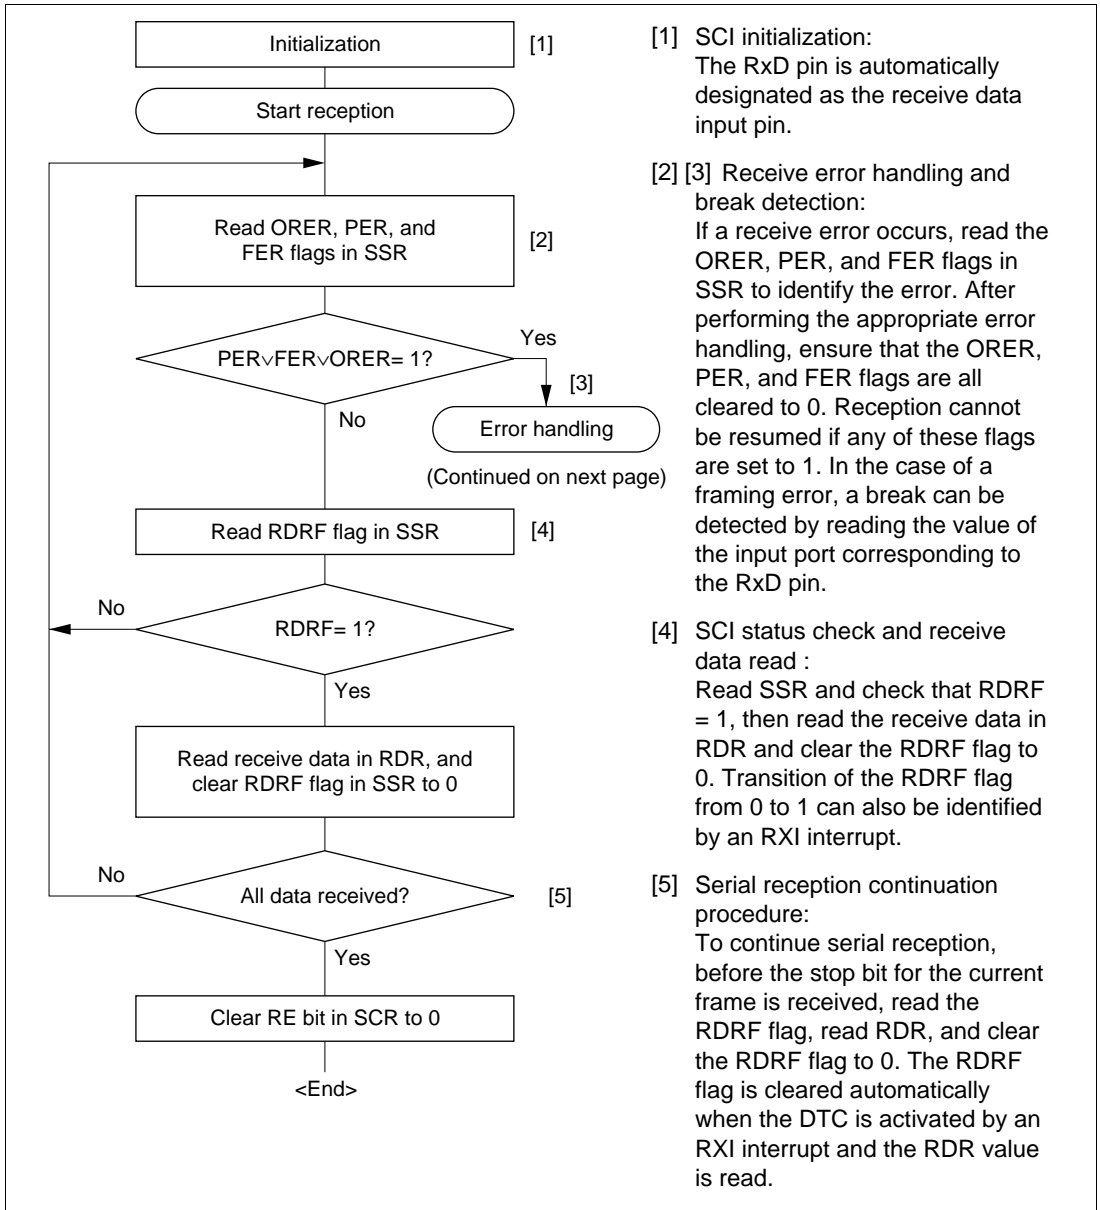 Initialization
[1]
Start reception
Read ORER, PER, and
FER flags in SSR
[2]
PER∨FER∨ORER= 1?
Yes
[3]
No
Error handling
(Continued on next page)
Read RDRF flag in SSR
[4]
No
RDRF= 1?
Yes
Read receive data in RDR, and
clear RDRF flag in SSR to 0
No
All data received?
[5]
Yes
Clear RE bit in SCR to 0
<End>
[1] SCI initialization:
The RxD pin is automatically
designated as the receive data
input pin.
[2] [3] Receive error handling and
break detection:
If a receive error occurs, read the
ORER, PER, and FER flags in
SSR to identify the error. After
performing the appropriate error
handling, ensure that the ORER,
PER, and FER flags are all
cleared to 0. Reception cannot
be resumed if any of these flags
are set to 1. In the case of a
framing error, a break can be
detected by reading the value of
the input port corresponding to
the RxD pin.
[4] SCI status check and receive
data read :
Read SSR and check that RDRF
= 1, then read the receive data in
RDR and clear the RDRF flag to
0. Transition of the RDRF flag
from 0 to 1 can also be identified
by an RXI interrupt.
[5] Serial reception continuation
procedure:
To continue serial reception,
before the stop bit for the current
frame is received, read the
RDRF flag, read RDR, and clear
the RDRF flag to 0. The RDRF
flag is cleared automatically
when the DTC is activated by an
RXI interrupt and the RDR value
is read.